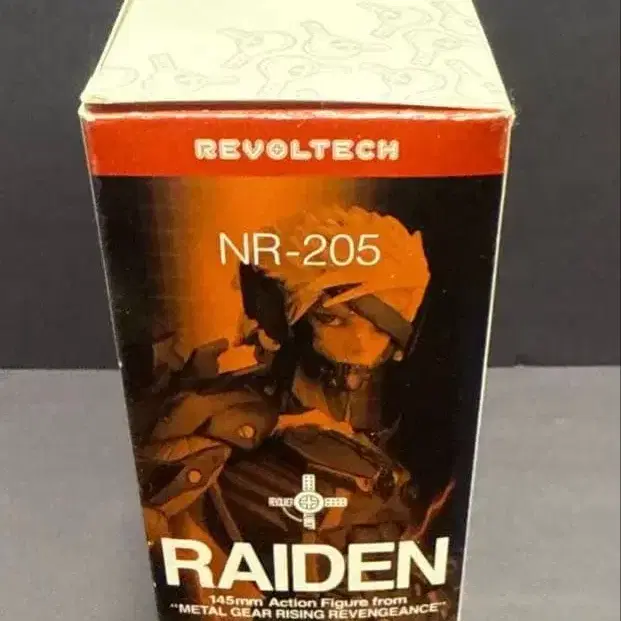 REVOLTECH
NR-205
RAIDEN
145mm Action Figure from
"METAL GEAR RISING REVENGEANCE"